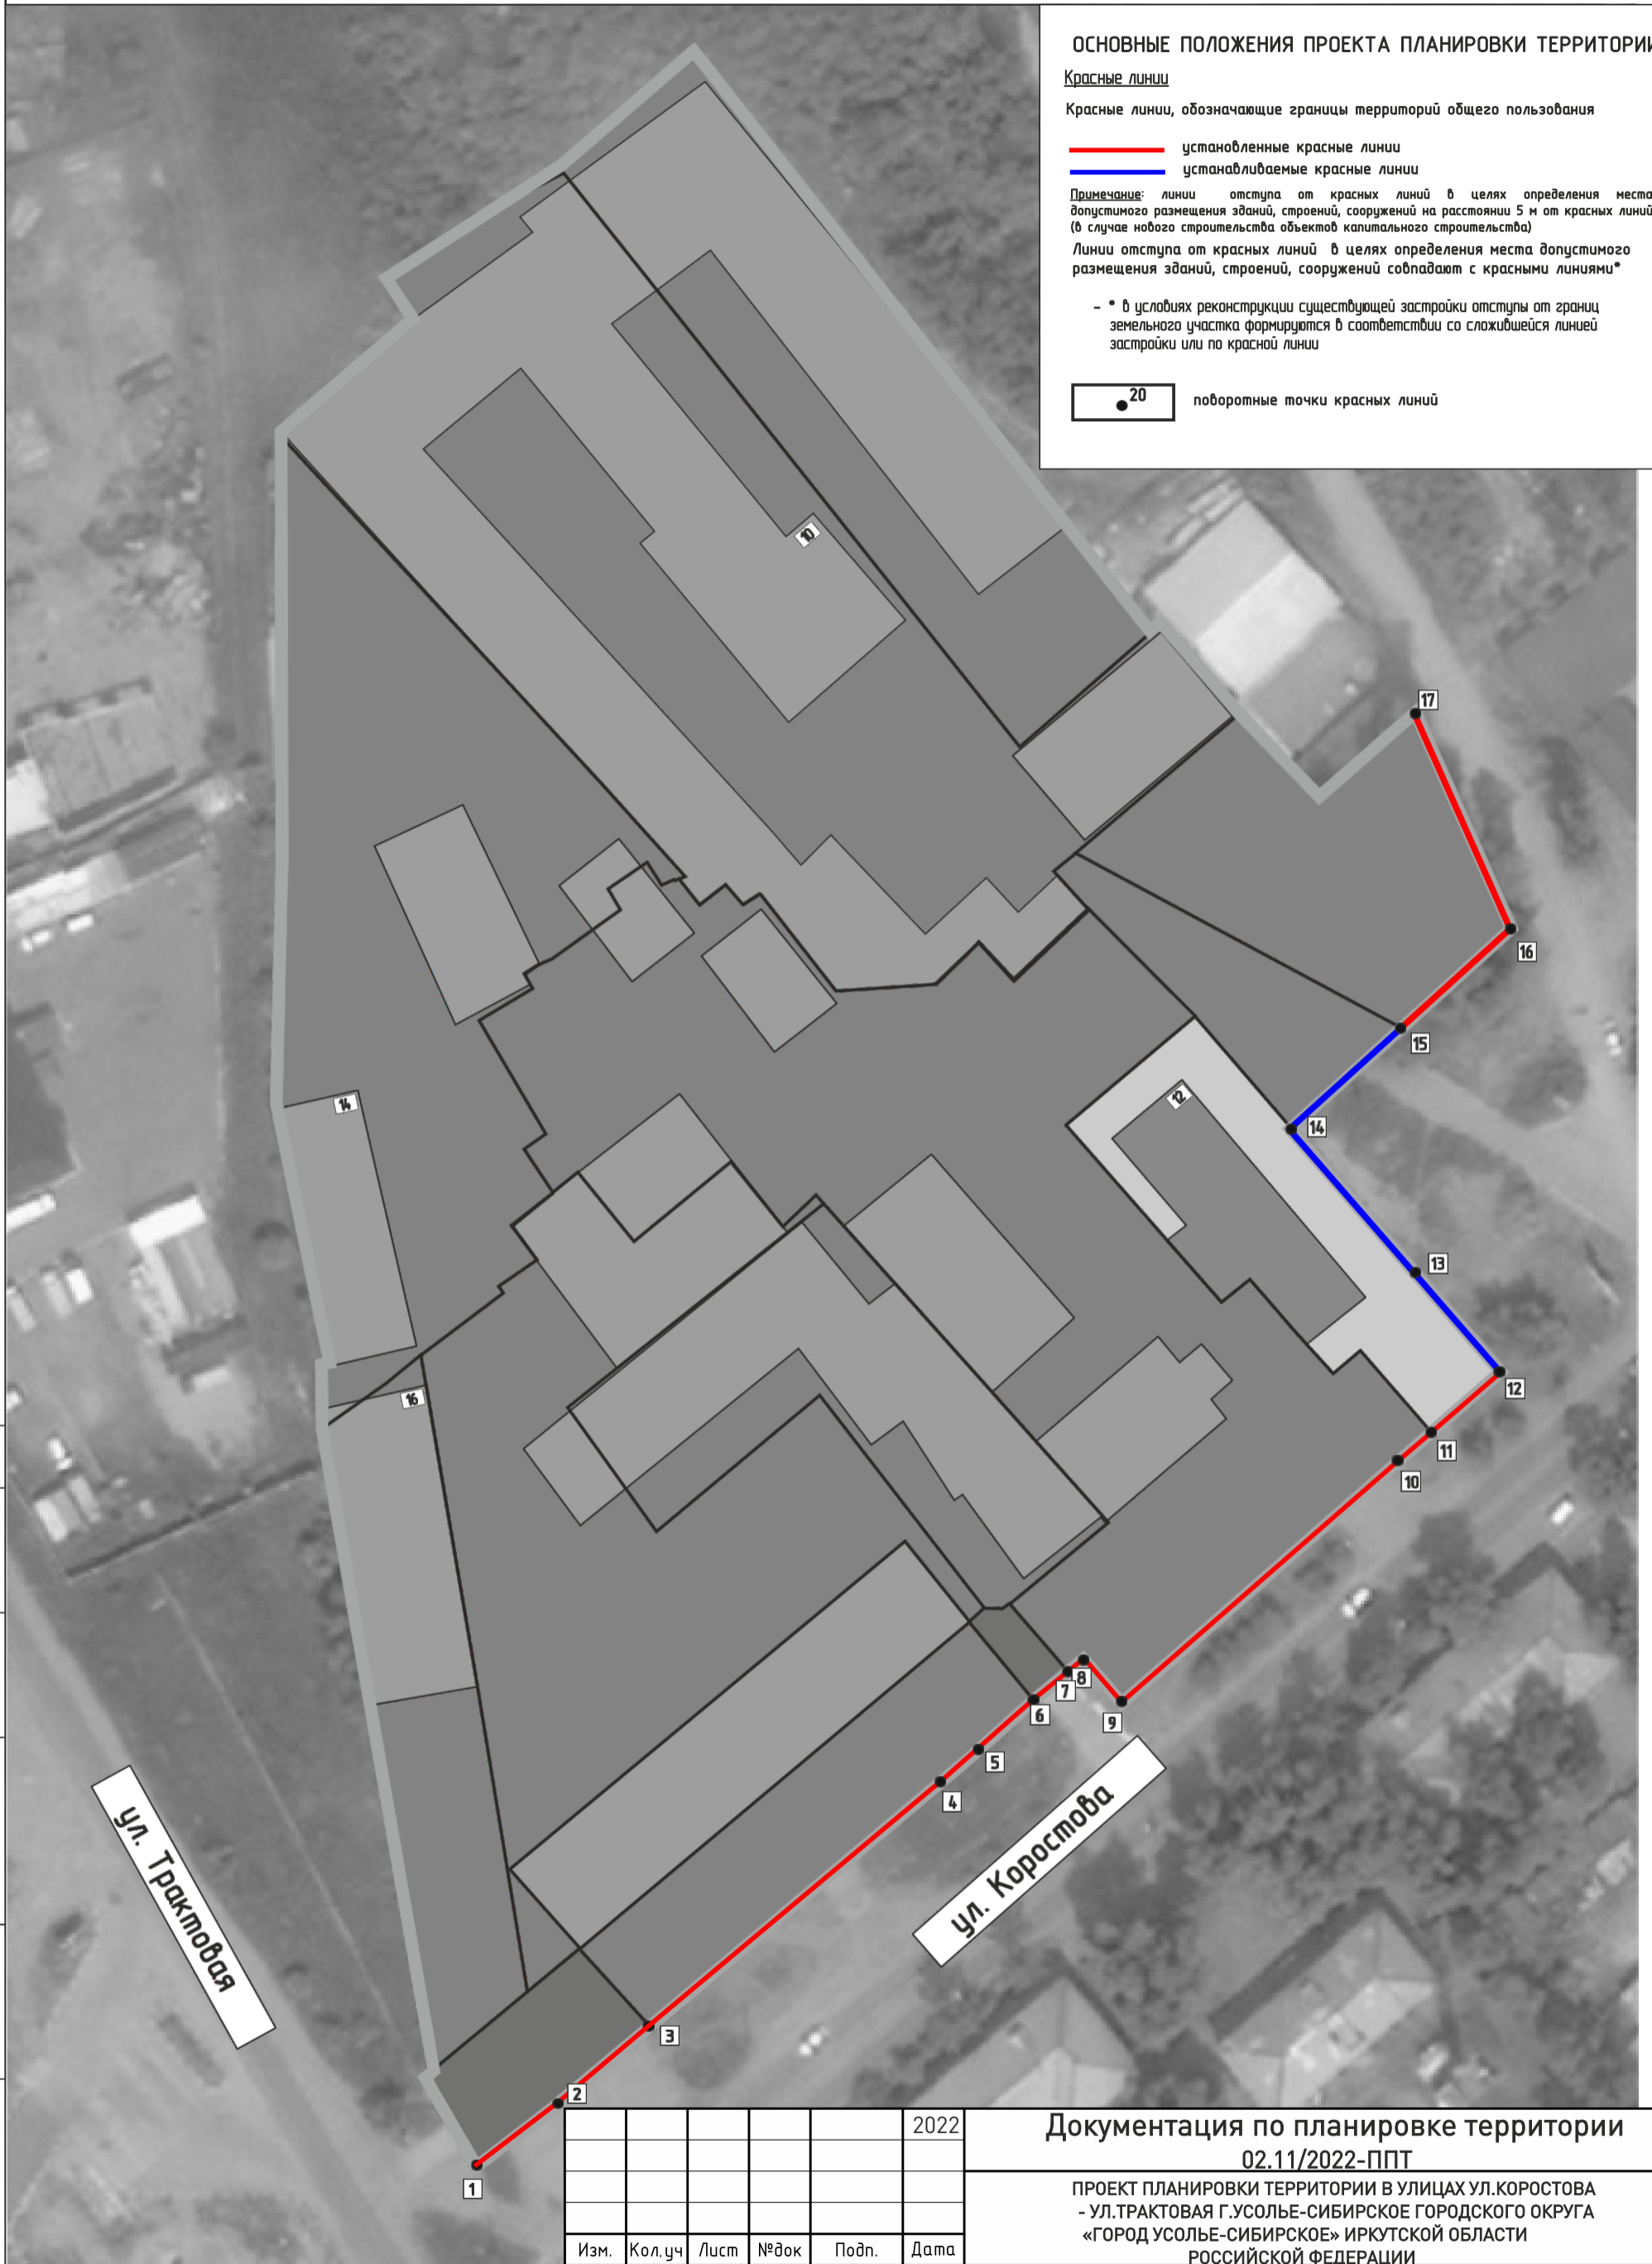 ОСНОВНЫЕ ПОЛОЖЕНИЯ ПРОЕКТА ПЛАНИРОВКИ ТЕРРИТОРИИ
Красные линии
Красные линии, обозначающие границы территорий общего пользования
установленные красные линии
устанавливаемые красные линии
Примечание: линии отступа от красных линий в целях определения места
допустимого размещения зданий, строений, сооружений на расстоянии 5 м от красных линий
(в случае нового строительства объектов капитального строительства)
Линии отступа от красных линий в целях определения места допустимого
размещения зданий, строений, сооружений совпадают с красными линиями*
- * в условиях реконструкции существующей застройки отступы от границ
земельного участка формируются в соответствии со сложившейся линией
застройки или по красной линии
20
поворотные точки красных линий
10
17
16
15
14
12
14
13
12
16
11
10
8
7
6
9
5
4
ул. Коростова
ул. Трактовая
3
2
1
2022
Изм.
Кол.уч
Лист
№док
Подп.
Дата
Документация по планировке территории
02.11/2022-ППТ
ПРОЕКТ ПЛАНИРОВКИ ТЕРРИТОРИИ В УЛИЦАХ УЛ.КОРОСТОВА
- УЛ.ТРАКТОВАЯ Г.УСОЛЬЕ-СИБИРСКОЕ ГОРОДСКОГО ОКРУГА
«ГОРОД УСОЛЬЕ-СИБИРСКОЕ» ИРКУТСКОЙ ОБЛАСТИ
РОССИЙСКОЙ ФЕДЕРАЦИИ